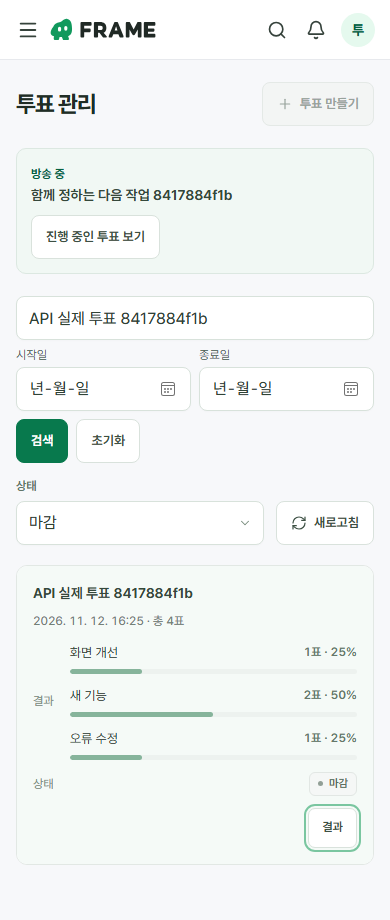 FRAME
투
투표 관리
투표 만들기
방송 중
함께 정하는 다음 작업 8417884f1b
진행 중인 투표 보기
API 실제 투표 8417884f1b
시작일
종료일
년-월-일
년-월-일
검색
초기화
상태
마감
새로고침
API 실제 투표 8417884f1b
2026. 11. 12. 16:25 · 총 4표
결과
화면 개선 1표 · 25%
새 기능 2표 · 50%
오류 수정 1표 · 25%
상태
마감
결과